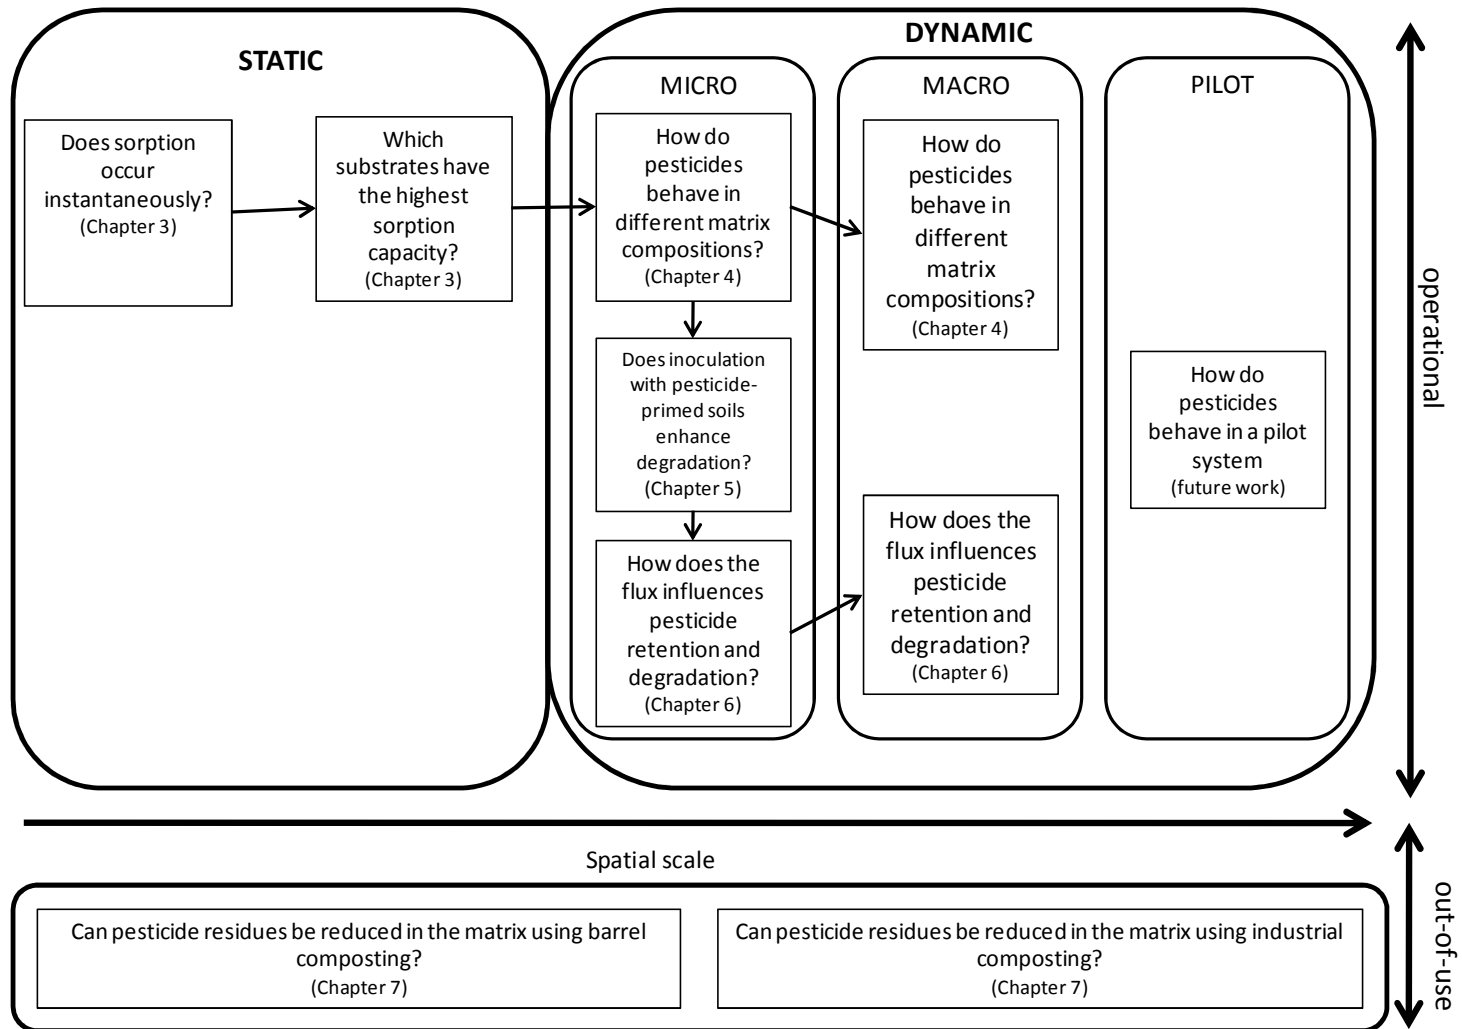 STATIC
Does sorption
occur
instantaneously?
(Chapter 3)
Which
substrates have
the highest
sorption
capacity?
(Chapter 3)
DYNAMIC
MICRO
How do
pesticides
behave in
different matrix
compositions?
(Chapter 4)
Does inoculation
with pesticide-
primed soils
enhance
degradation?
(Chapter 5)
How does the
flux influences
pesticide
retention and
degradation?
(Chapter 6)
MACRO
How do
pesticides
behave in
different
matrix
compositions?
(Chapter 4)
How does the
flux influences
pesticide
retention and
degradation?
(Chapter 6)
PILOT
How do
pesticides
behave in a pilot
system
(future work)
operational
Spatial scale
Can pesticide residues be reduced in the matrix using barrel
composting?
(Chapter 7)
Can pesticide residues be reduced in the matrix using industrial
composting?
(Chapter 7)
out-of-use